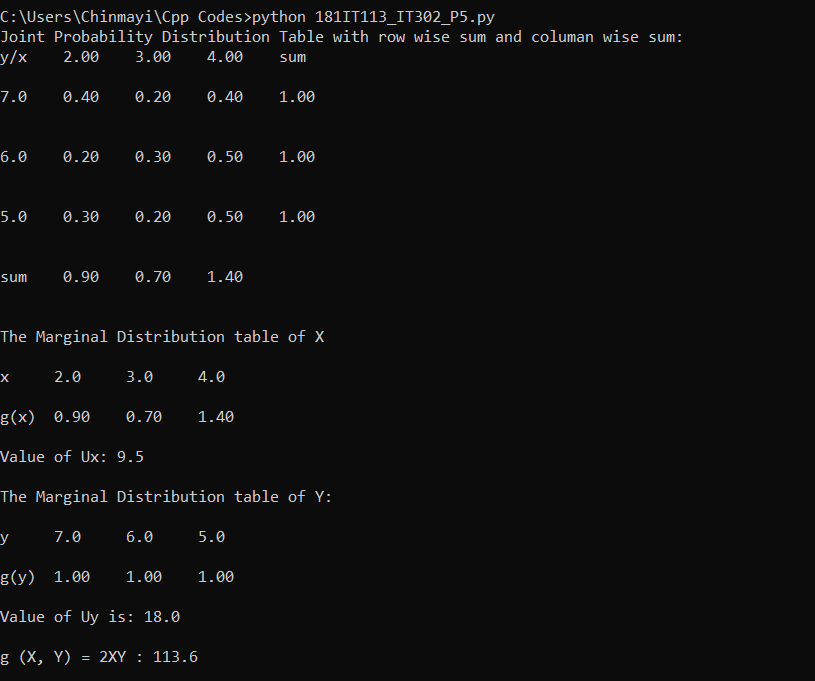 C:\Users\Chinmayi\Cpp Codes>python 181IT113_IT302_P5.py
Joint Probability Distribution Table with row wise sum and columan wise sum:
y/x 2.00 3.00 4.00 sum
7.0 0.40 0.20 0.40 1.00
6.0 0.20 0.30 0.50 1.00
5.0 0.30 0.20 0.50 1.00
sum 0.90 0.70 1.40
The Marginal Distribution table of X
x 2.0 3.0 4.0
g(x) 0.90 0.70 1.40
Value of Ux: 9.5
The Marginal Distribution table of Y:
y 7.0 6.0 5.0
g(y) 1.00 1.00 1.00
Value of Uy is: 18.0
g (X, Y) = 2XY : 113.6